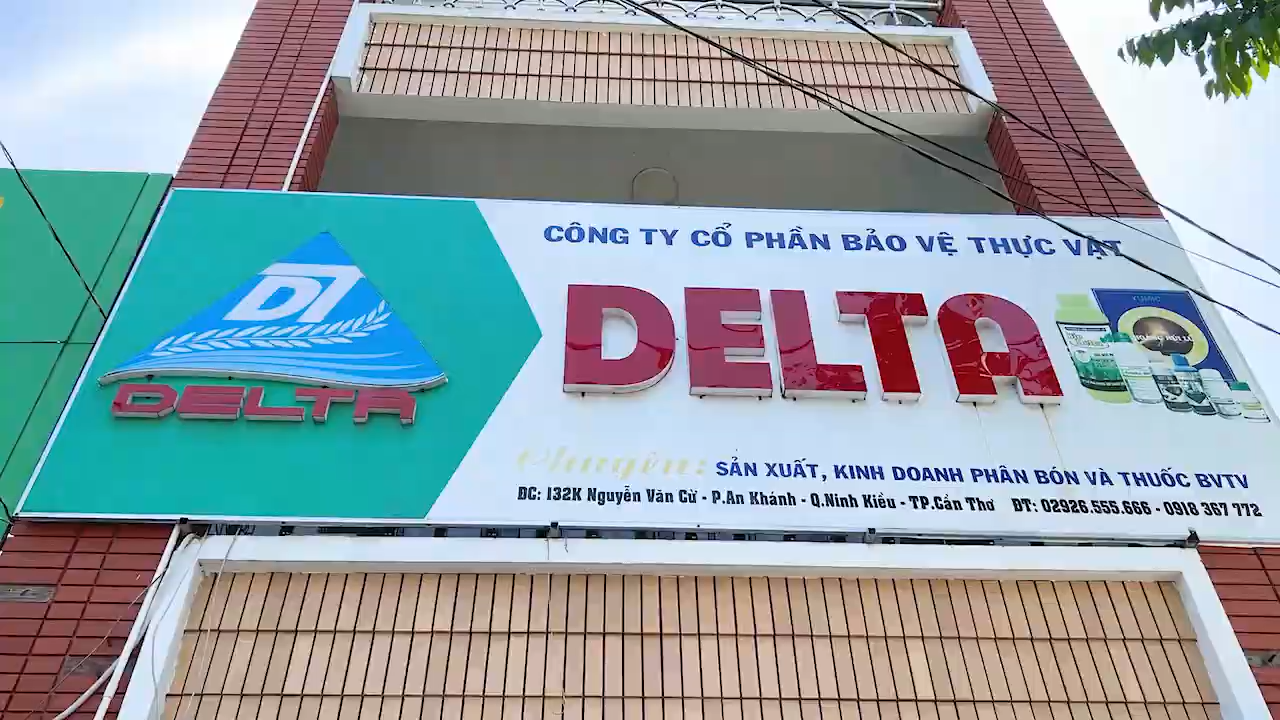 DT
DELTA
CÔNG TY CỔ PHẦN BẢO VỆ THỰC VẬT
DELTA
Chuyên: SẢN XUẤT, KINH DOANH PHÂN BÓN VÀ THUỐC BVTV
ĐC: 132K Nguyễn Văn Cừ - P.An Khánh - Q.Ninh Kiều - TP.Cần Thơ ĐT: 02926.555.666 - 0918 367 772